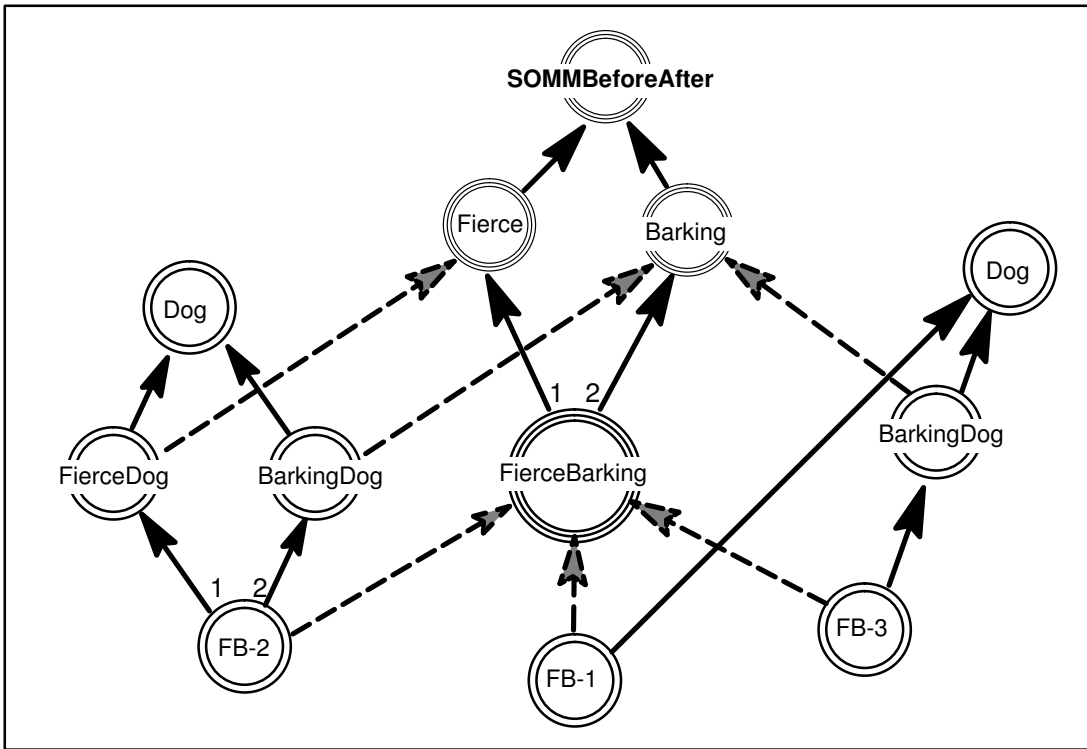 SOMMBeforeAfter
Fierce
Barking
Dog
Dog
1 2
FierceDog
BarkingDog
FierceBarking
BarkingDog
1 2
FB-2
FB-1
FB-3